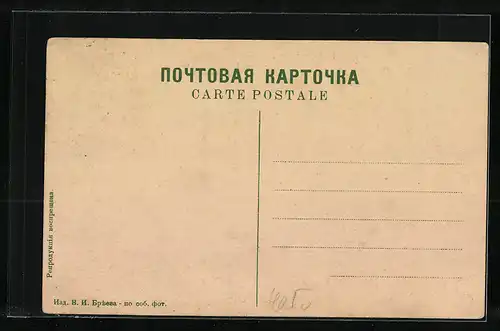 ПОЧТОВАЯ КАРТОЧКА
CARTE POSTALE
Репродукція воспрещена.
Изд. В. И. Брѣева - по соб. фот.